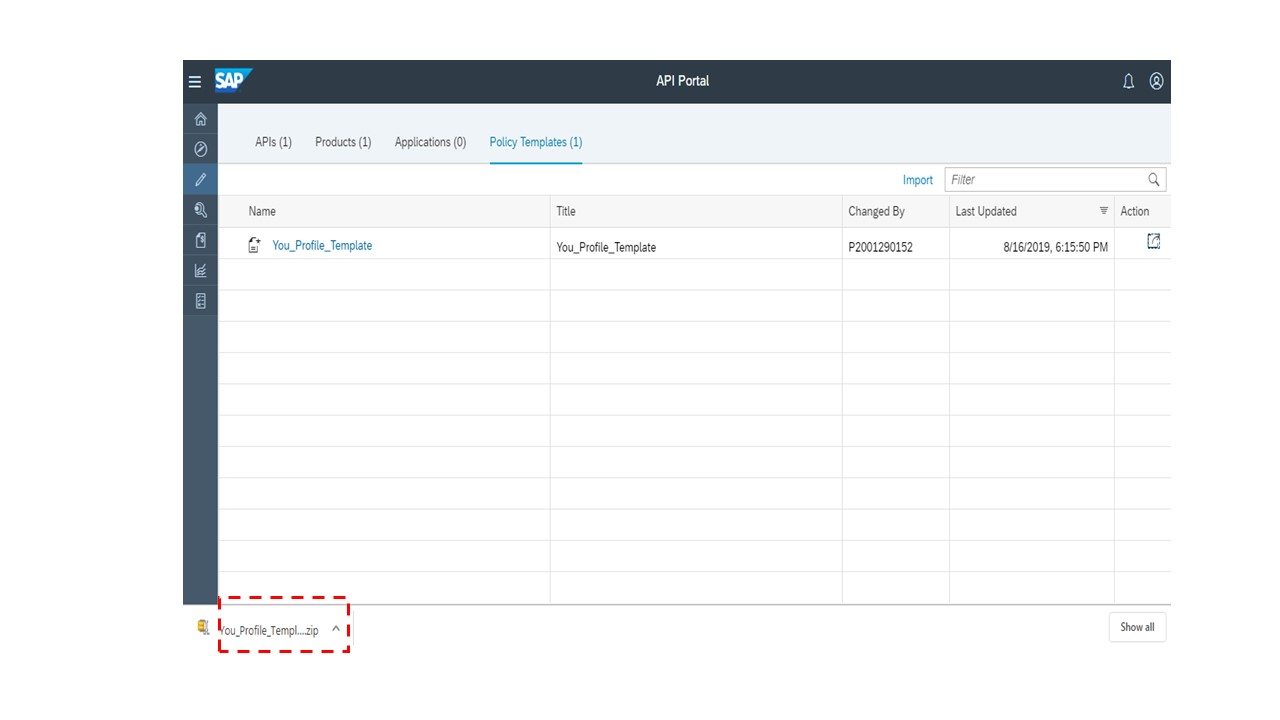 SAP API Portal
APIs (1) Products (1) Applications (0) Policy Templates (1)
Import Filter
Name Title Changed By Last Updated Action
You_Profile_Template You_Profile_Template P2001290152 8/16/2019, 6:15:50 PM
You_Profile_Templ....zip Show all